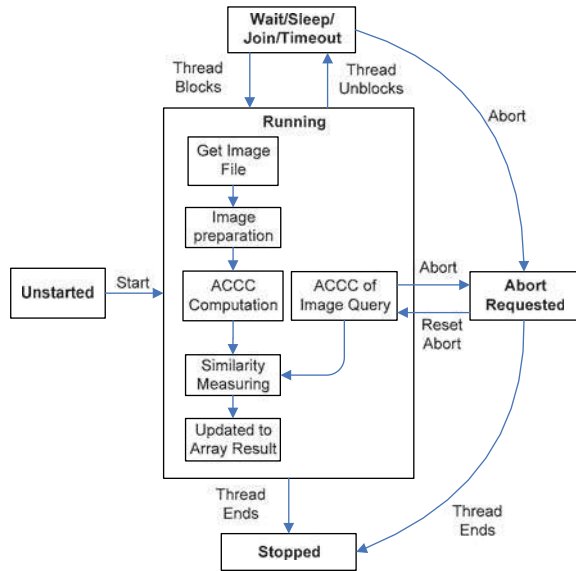 Wait/Sleep/
Join/Timeout
Thread
Blocks
Thread
Unblocks
Abort
Running
Get Image
File
Image
preparation
Unstarted
Start
ACCC
Computation
ACCC of
Image Query
Abort
Reset
Abort
Abort
Requested
Similarity
Measuring
Updated to
Array Result
Thread
Ends
Thread
Ends
Stopped